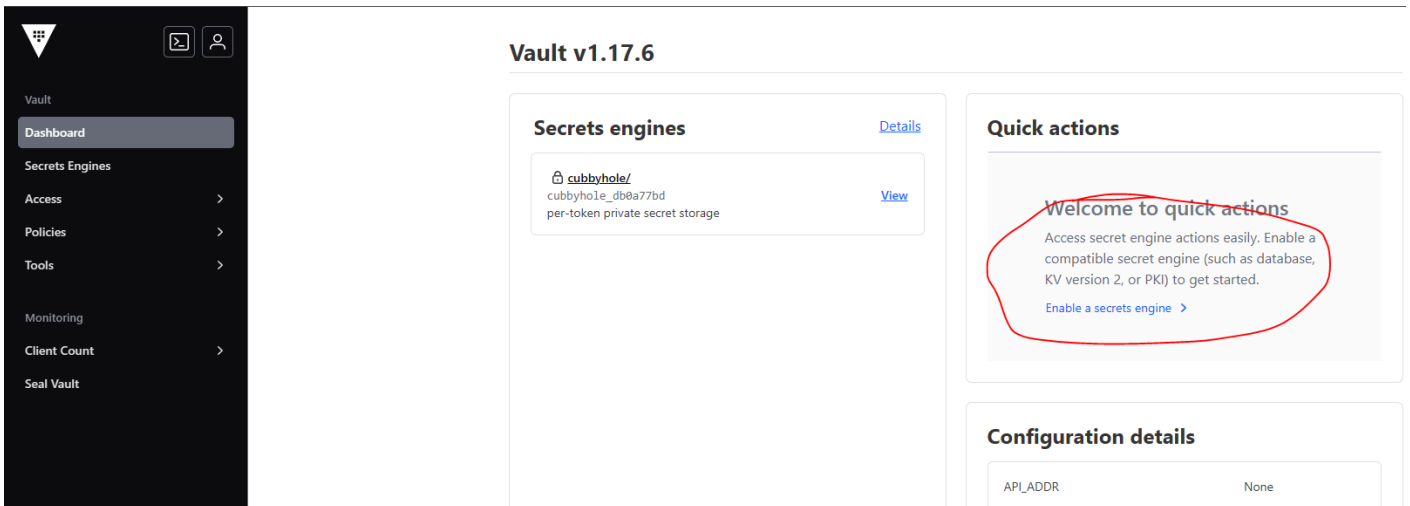 Vault
Dashboard
Secrets Engines
Access
Policies
Tools
Monitoring
Client Count
Seal Vault
Vault v1.17.6
Secrets engines
Details
cubbyhole/
cubbyhole_db0a77bd
View
per-token private secret storage
Quick actions
Welcome to quick actions
Access secret engine actions easily. Enable a
compatible secret engine (such as database,
KV version 2, or PKI) to get started.
Enable a secrets engine
Configuration details
API_ADDR None